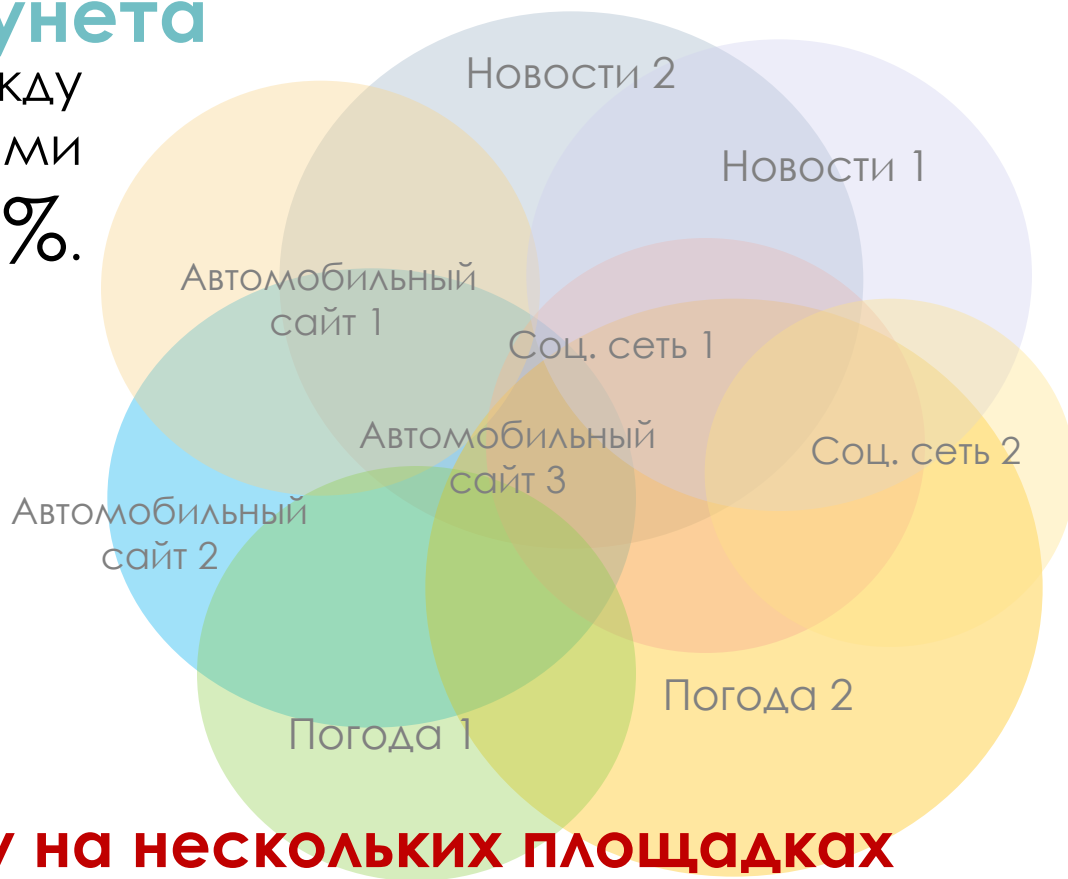 унета
Новости 2
жду
ми
Новости 1
%.
Автомобильный
сайт 1
Соц. сеть 1
Автомобильный
сайт 3
Соц. сеть 2
Автомобильный
сайт 2
Погода 2
Погода 1
у на нескольких площадках